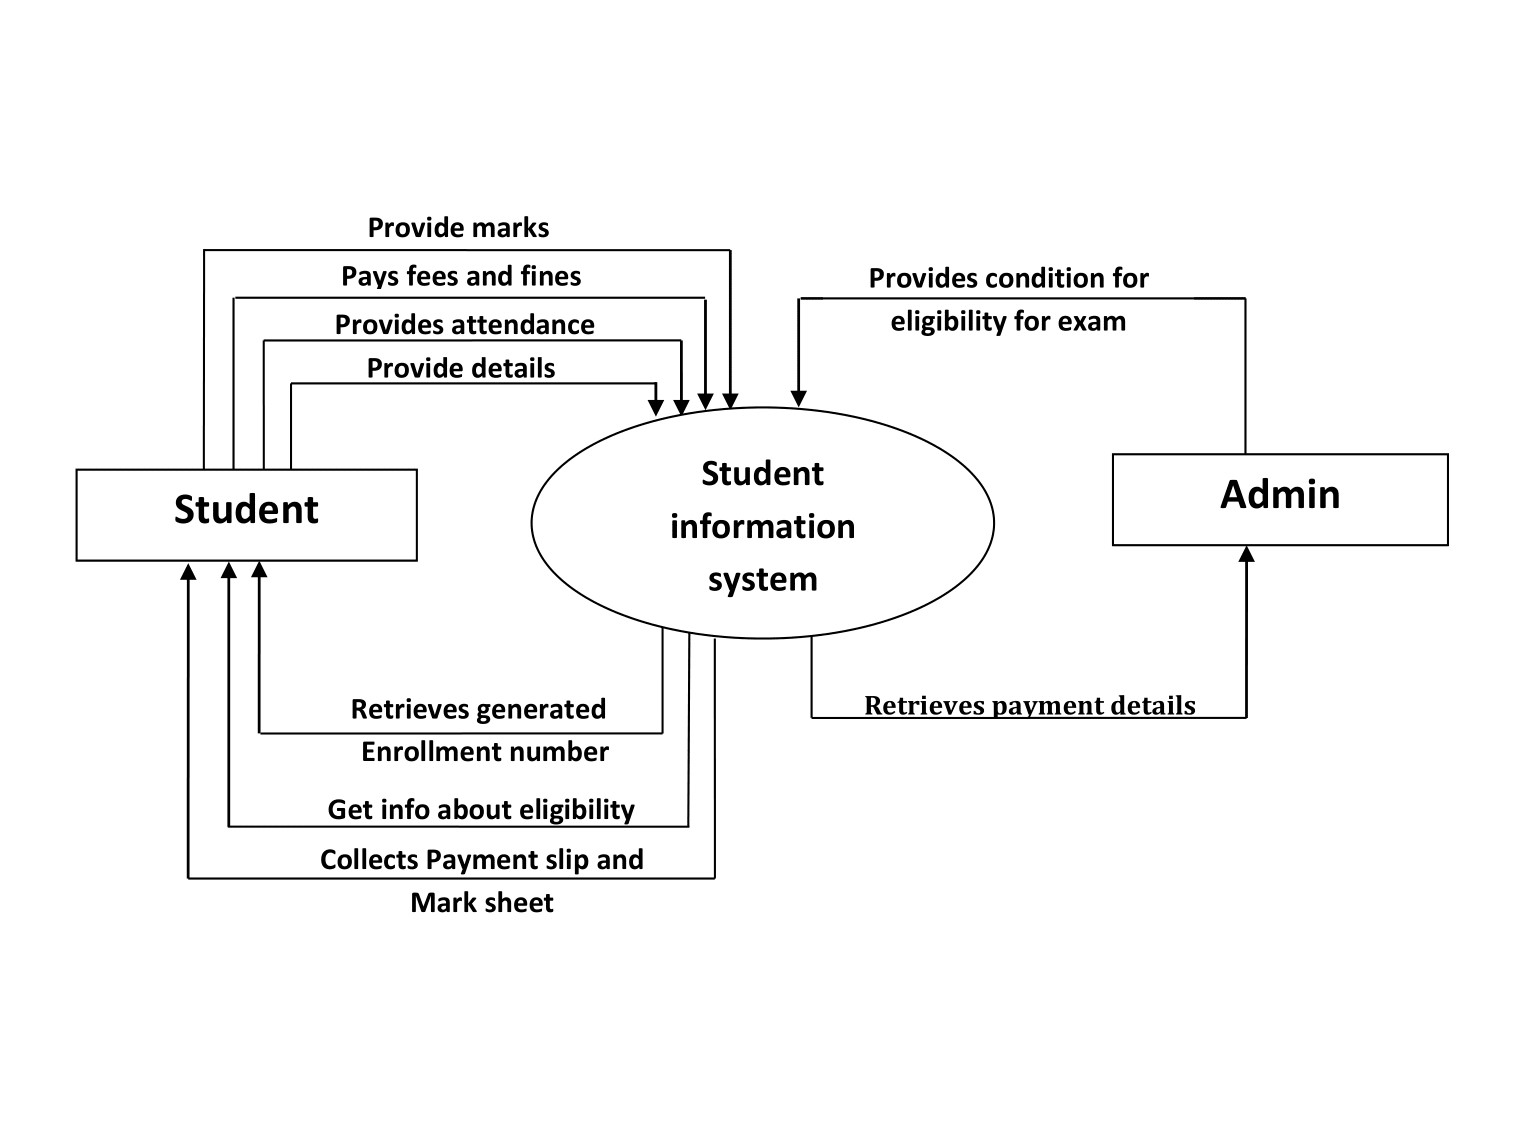 Provide marks
Pays fees and fines
Provides attendance
Provide details
Provides condition for
eligibility for exam
Student
Student
information
system
Admin
Retrieves generated
Enrollment number
Get info about eligibility
Collects Payment slip and
Mark sheet
Retrieves payment details